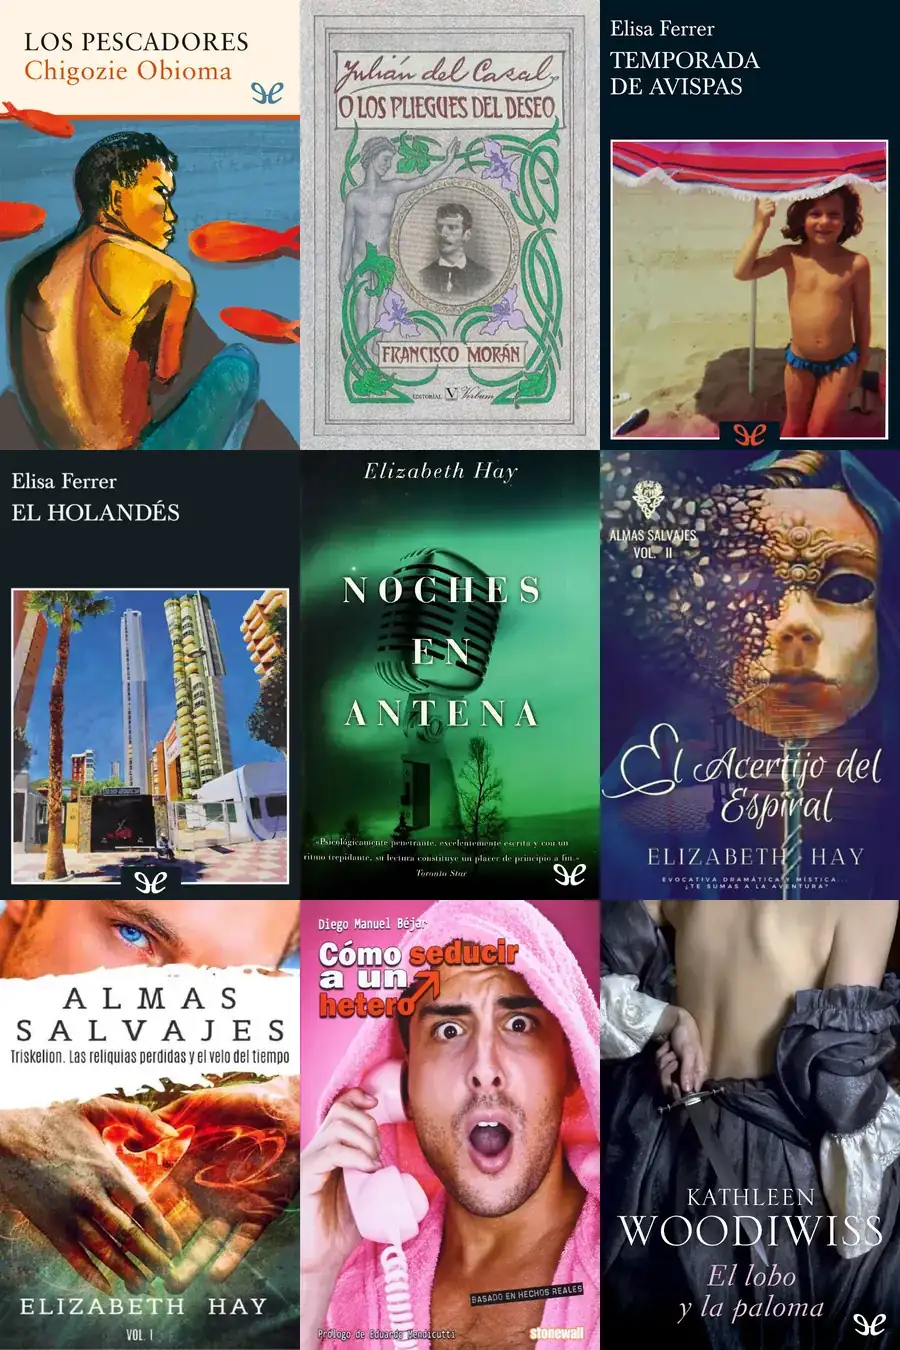 LOS PESCADORES
Chigozie Obioma
Julián del Casal
O LOS PLIEGUES DEL DESEO
FRANCISCO MORÁN
EDITORIAL V Verbum
Elisa Ferrer
TEMPORADA
DE AVISPAS
Elisa Ferrer
EL HOLANDÉS
Elizabeth Hay
NOCHES
EN
ANTENA
«Psicológicamente penetrante, excelentemente escrita y con un
ritmo trepidante, su lectura constituye un placer de principio a fin.»
Toronto Star
ALMAS SALVAJES
VOL. II
El Acertijo del
Espiral
ELIZABETH HAY
EVOCATIVA DRAMÁTICA Y MÍSTICA...
¿TE SUMAS A LA AVENTURA?
ALMAS
SALVAJES
Triskelion. Las reliquias perdidas y el velo del tiempo
ELIZABETH HAY
VOL. I
Diego Manuel Béjar
Cómo seducir
a un
hetero
BASADO EN HECHOS REALES
Prólogo de Eduardo Mendicutti
stonewall
KATHLEEN
WOODIWISS
El lobo
y la paloma